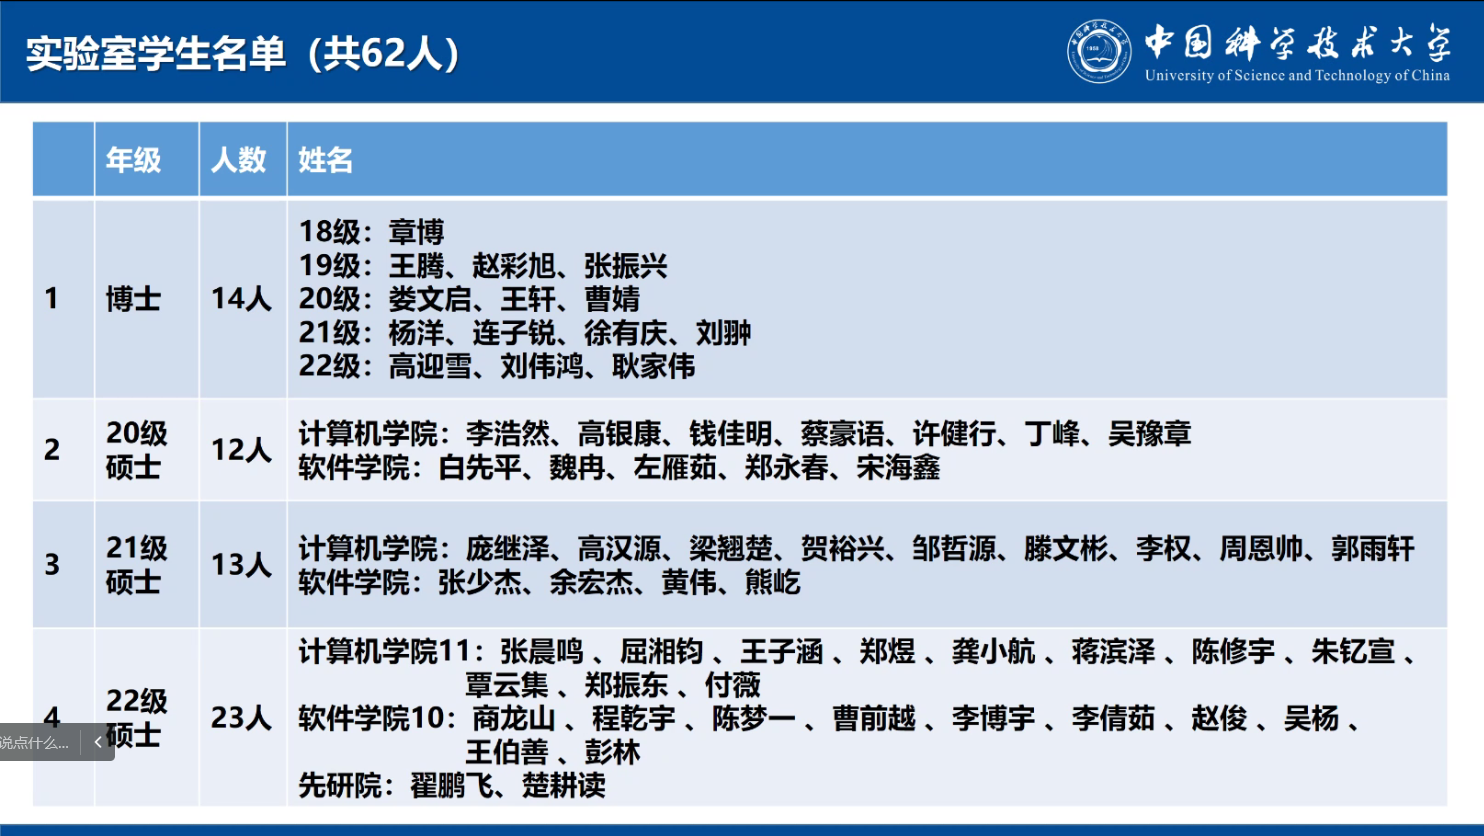 实验室学生名单（共62人）
中国科学技术大学
University of Science and Technology of China
1958
年级 人数 姓名
1 博士 14人
18级：章博
19级：王腾、赵彩旭、张振兴
20级：娄文启、王轩、曹婧
21级：杨洋、连子锐、徐有庆、刘翀
22级：高迎雪、刘伟鸿、耿家伟
2 20级
硕士 12人
计算机学院：李浩然、高银康、钱佳明、蔡豪语、许健行、丁峰、吴豫章
软件学院：白先平、魏冉、左雁茹、郑永春、宋海鑫
3 21级
硕士 13人
计算机学院：庞继泽、高汉源、梁翘楚、贺裕兴、邹哲源、滕文彬、李权、周恩帅、郭雨轩
软件学院：张少杰、余宏杰、黄伟、熊屹
4 22级
硕士 23人
计算机学院11：张晨鸣 、屈湘钧 、王子涵 、郑煜 、龚小航 、蒋滨泽 、陈修宇 、朱钇宣 、
覃云集 、郑振东 、付薇
软件学院10：商龙山 、程乾宇 、陈梦一 、曹前越 、李博宇 、李倩茹 、赵俊 、吴杨 、
王伯善 、彭林
先研院：翟鹏飞、楚耕读
说点什么...